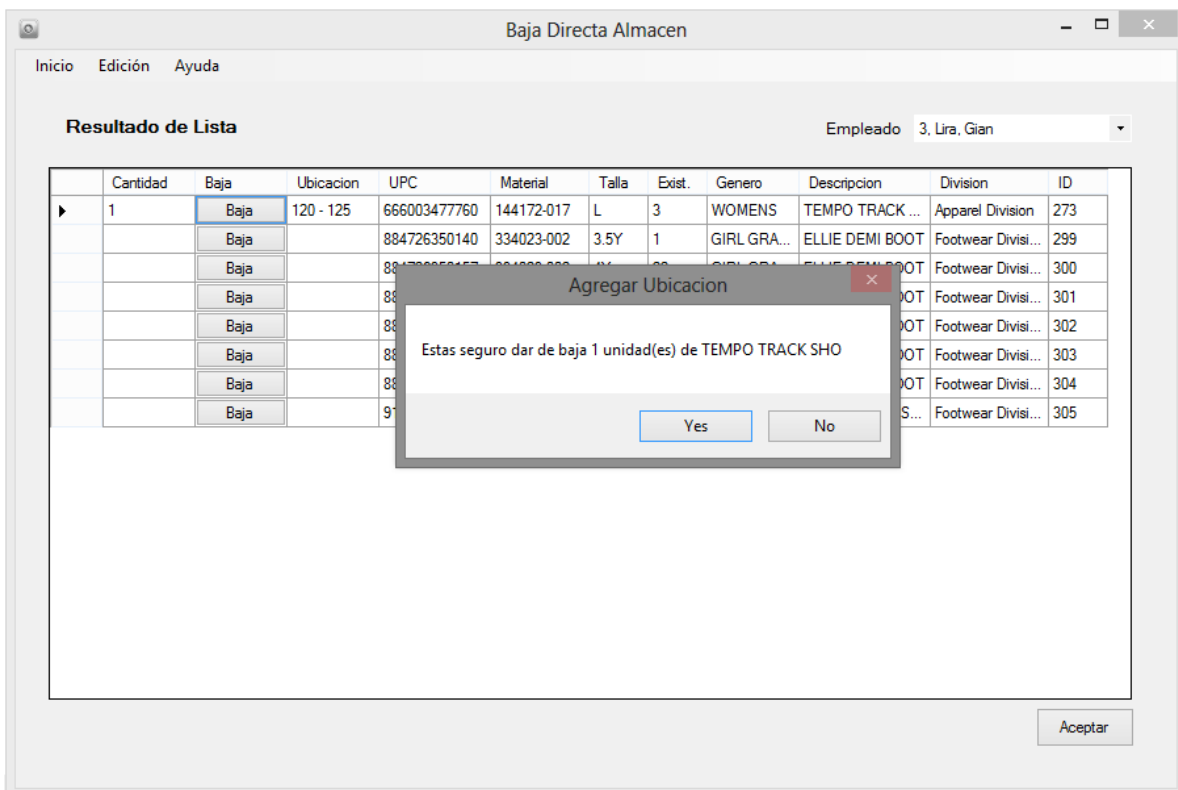 Baja Directa Almacen
Inicio Edición Ayuda
Resultado de Lista Empleado 3, Lira, Gian
Cantidad Baja Ubicacion UPC Material Talla Exist. Genero Descripcion Division ID
1 Baja 120 - 125 666003477760 144172-017 L 3 WOMENS TEMPO TRACK ... Apparel Division 273
Baja 884726350140 334023-002 3.5Y 1 GIRL GRA... ELLIE DEMI BOOT Footwear Divisi... 299
Baja Footwear Divisi... 300
Baja Footwear Divisi... 301
Baja Footwear Divisi... 302
Baja Footwear Divisi... 303
Baja Footwear Divisi... 304
Baja Footwear Divisi... 305
Agregar Ubicacion
Estas seguro dar de baja 1 unidad(es) de TEMPO TRACK SHO
Yes No
Aceptar